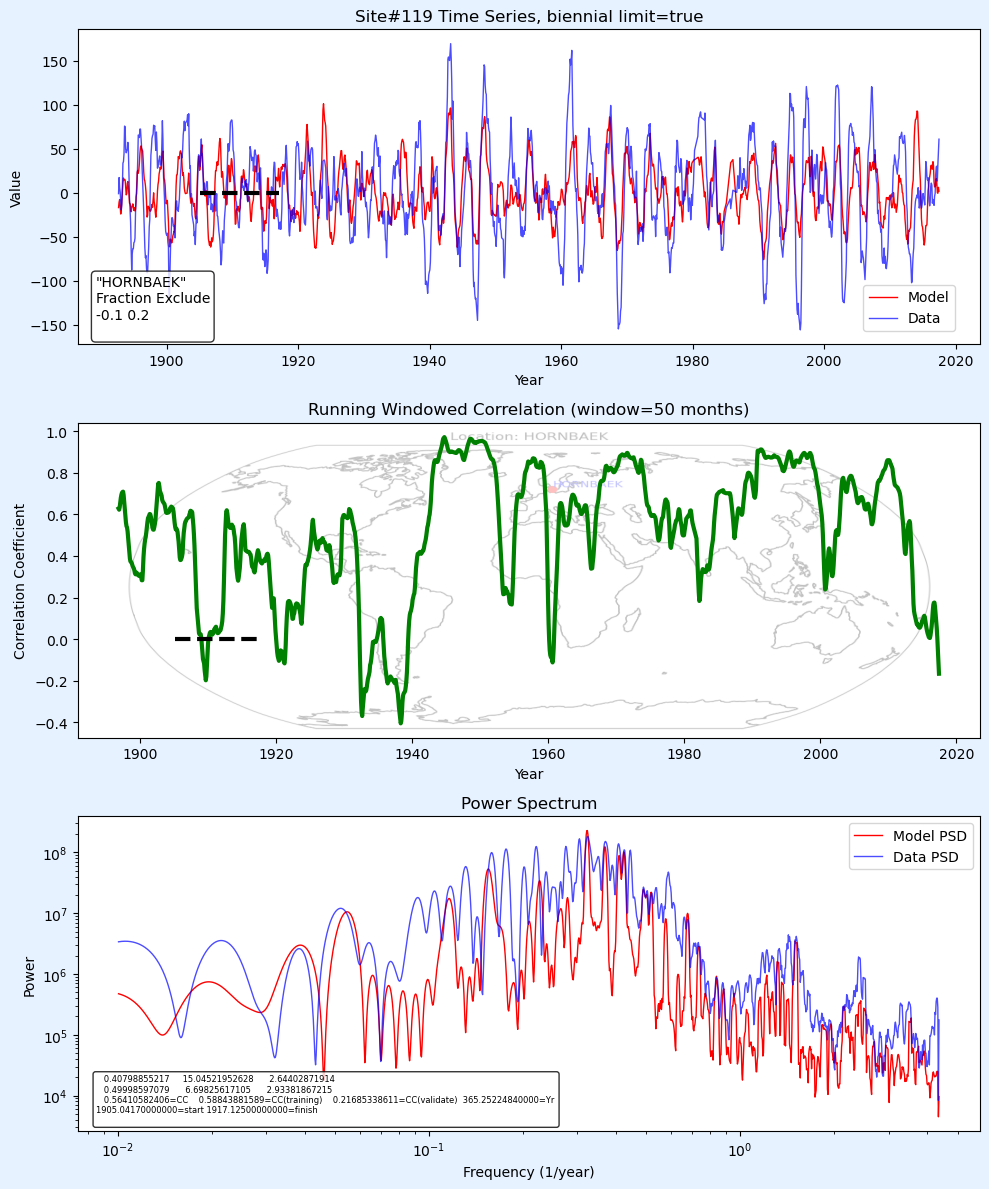 Site#119 Time Series, biennial limit=true
150
100
50
0
−50
−100
−150
Value
"HORNBAEK"
Fraction Exclude
-0.1 0.2
Model
Data
1900 1920 1940 1960 1980 2000 2020
Year
Running Windowed Correlation (window=50 months)
Location: HORNBAEK
HORNBAEK
1.0
0.8
0.6
0.4
0.2
0.0
−0.2
−0.4
Correlation Coefficient
1900 1920 1940 1960 1980 2000 2020
Year
Power Spectrum
Model PSD
Data PSD
10⁸
10⁷
10⁶
10⁵
10⁴
Power
0.40798855217 15.04521952628 2.64402871914
0.49998597079 6.69825617105 2.93381867215
0.56410582406=CC 0.58843881589=CC(training) 0.21685338611=CC(validate) 365.25224840000=Yr
1905.04170000000=start 1917.12500000000=finish
10⁻² 10⁻¹ 10⁰
Frequency (1/year)